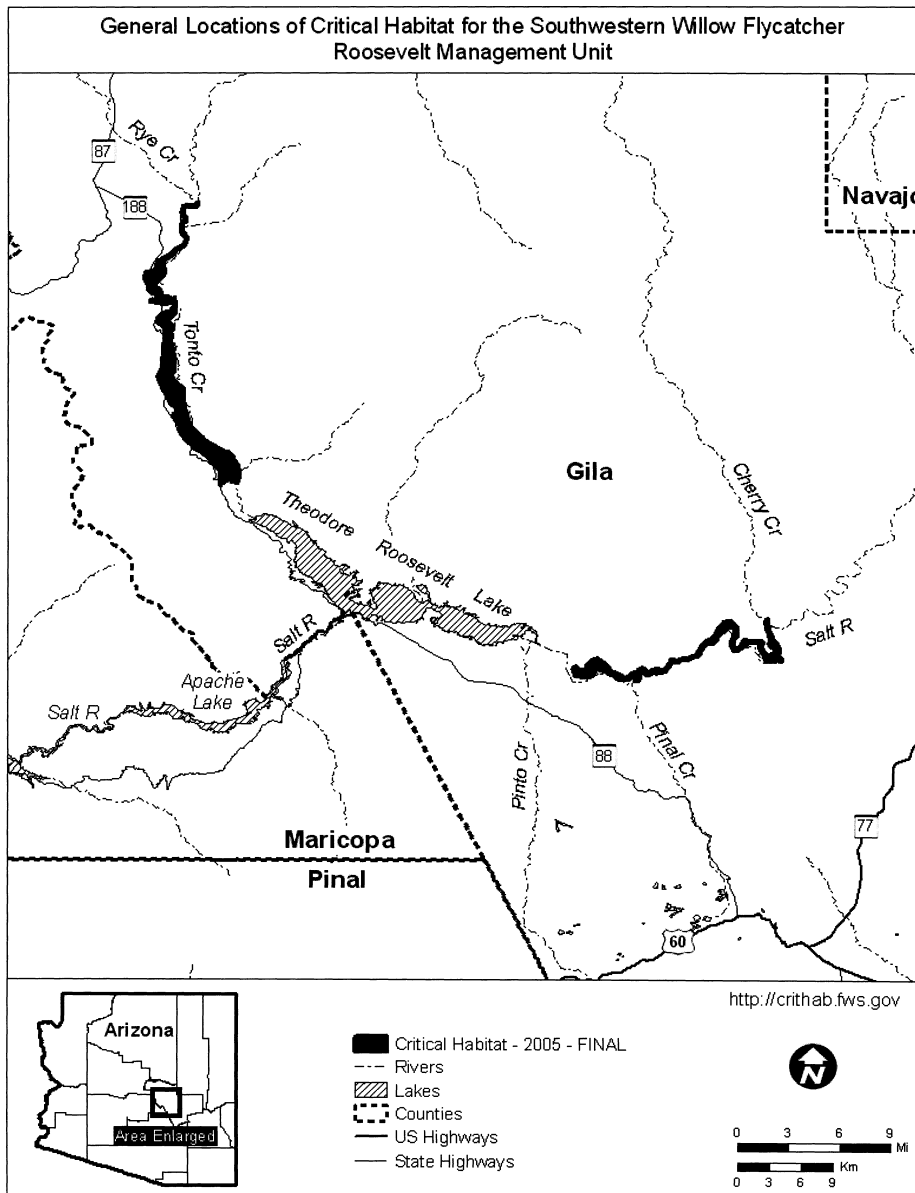 General Locations of Critical Habitat for the Southwestern Willow Flycatcher
Roosevelt Management Unit
Rye Cr
87
188
Navajo
Tonto Cr
Gila
Cherry Cr
Theodore
Roosevelt
Lake
Salt R
Salt R
Apache
Lake
Salt R
Pinto Cr
88
Pinal Cr
77
Maricopa
Pinal
60
http://crithab.fws.gov
Arizona
Area Enlarged
Critical Habitat - 2005 - FINAL
Rivers
Lakes
Counties
US Highways
State Highways
N
0 3 6 9
Mi
Km
0 3 6 9